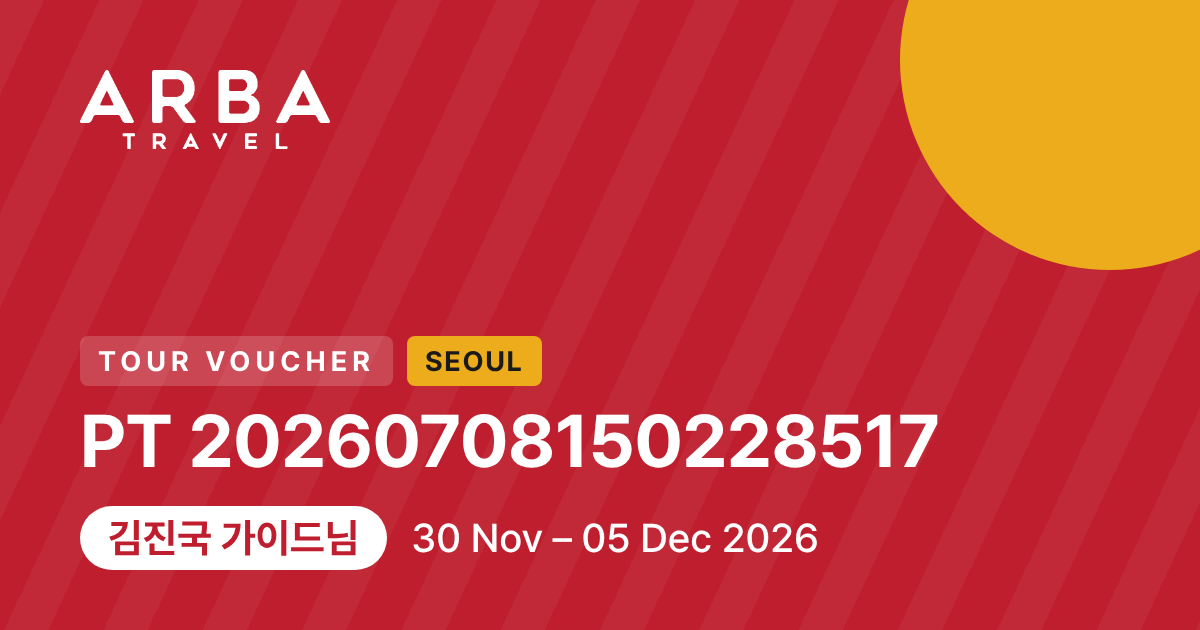 ARBA
TRAVEL
TOUR VOUCHER
SEOUL
PT 20260708150228517
김진국 가이드님
30 Nov – 05 Dec 2026